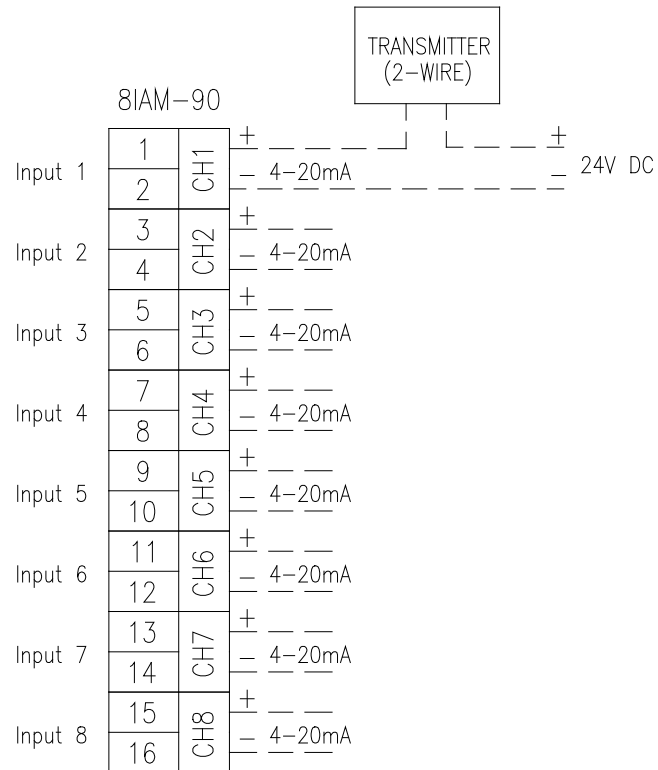 TRANSMITTER
(2-WIRE)
8IAM-90
Input 1
1
2
CH1
+
– 4-20mA
+
– 24V DC
Input 2
3
4
CH2
+
– 4-20mA
Input 3
5
6
CH3
+
– 4-20mA
Input 4
7
8
CH4
+
– 4-20mA
Input 5
9
10
CH5
+
– 4-20mA
Input 6
11
12
CH6
+
– 4-20mA
Input 7
13
14
CH7
+
– 4-20mA
Input 8
15
16
CH8
+
– 4-20mA